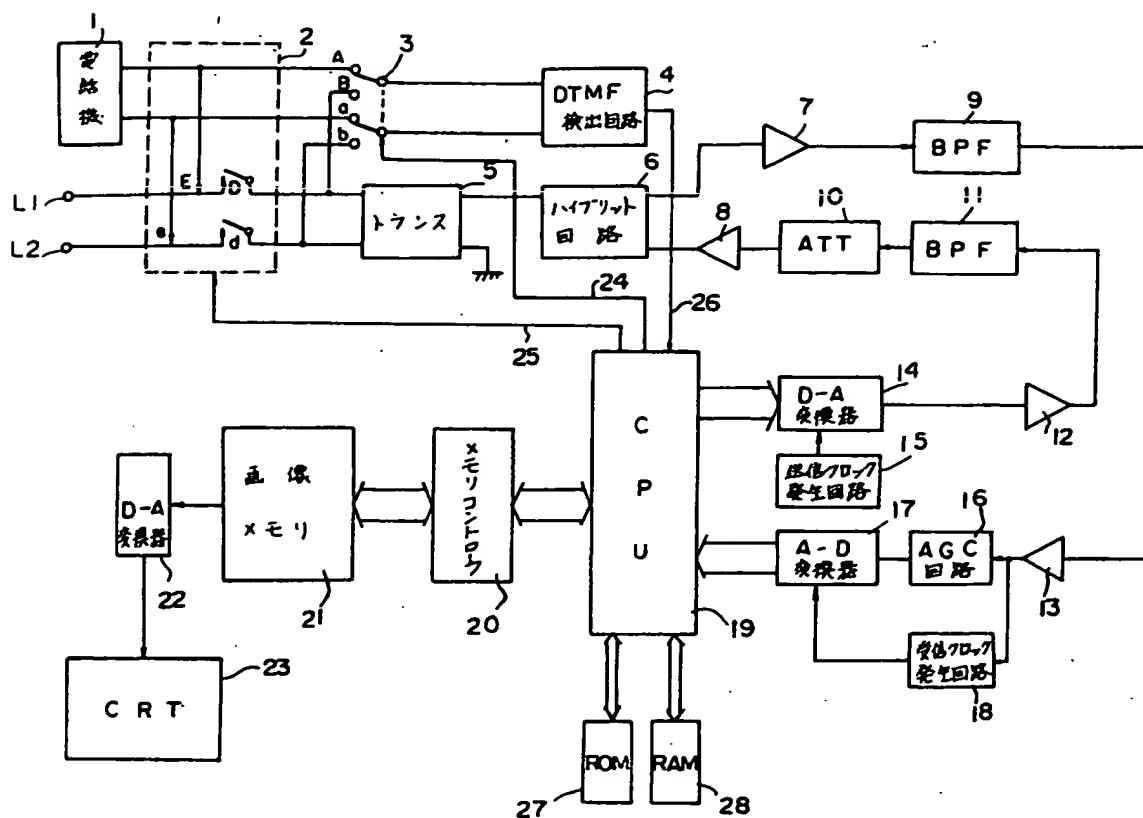 1
電話機
2
A
3
B
a
b
DTMF
検出回路
4
7
9
BPF
E
D
L1
e
d
L2
5
トランス
6
ハイブリット
回路
8
10
ATT
11
BPF
24
25
26
CPU
14
D-A
変換器
12
15
送信クロック
発生回路
17
A-D
変換器
16
AGC
回路
13
19
受信クロック
発生回路
18
D-A
変換器
22
画像
メモリ
21
メモリコントロウ
20
CRT
23
ROM
27
RAM
28